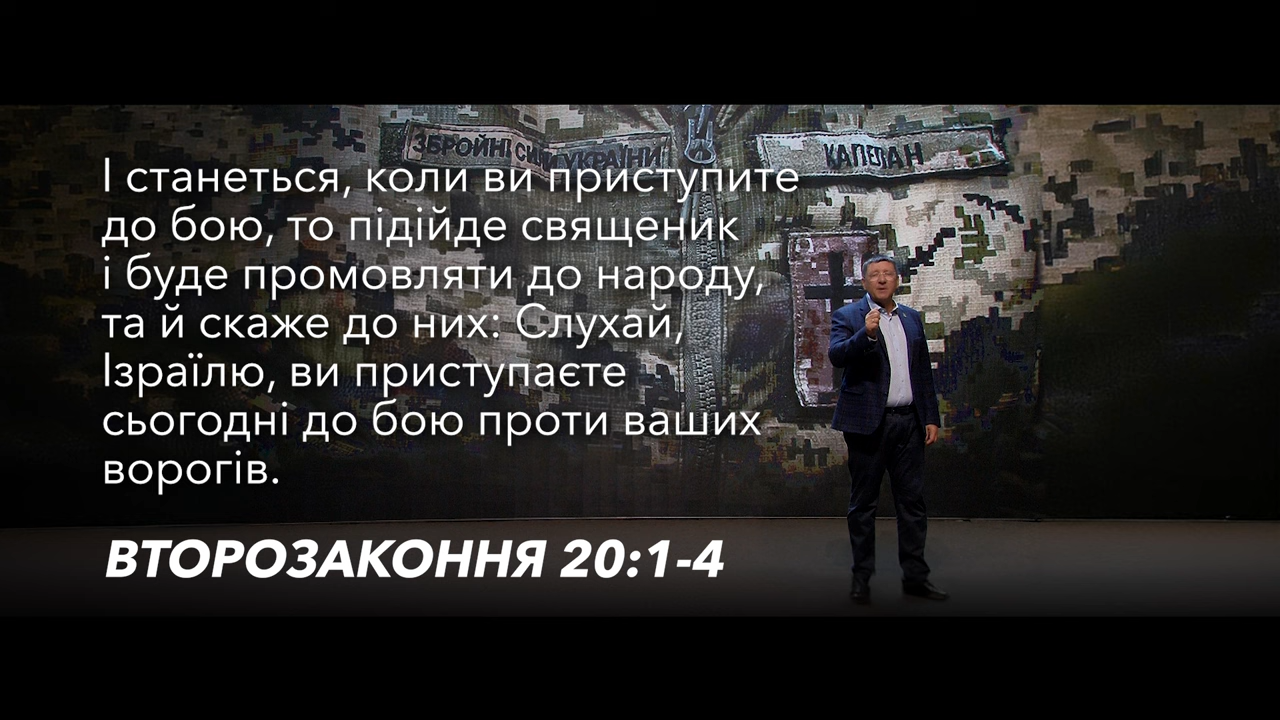 ЗБРОЙНІ СИЛИ УКРАЇНИ
КАПЕЛАН
І станеться, коли ви приступите
до бою, то підійде священик
і буде промовляти до народу,
та й скаже до них: Слухай,
Ізраїлю, ви приступаєте
сьогодні до бою проти ваших
ворогів.
ВТОРОЗАКОННЯ 20:1-4